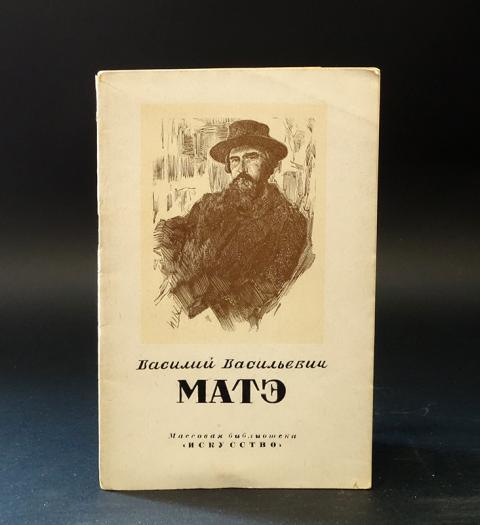 Василий Васильевич
МАТЭ
Массовая библиотека
«ИСКУССТВО»